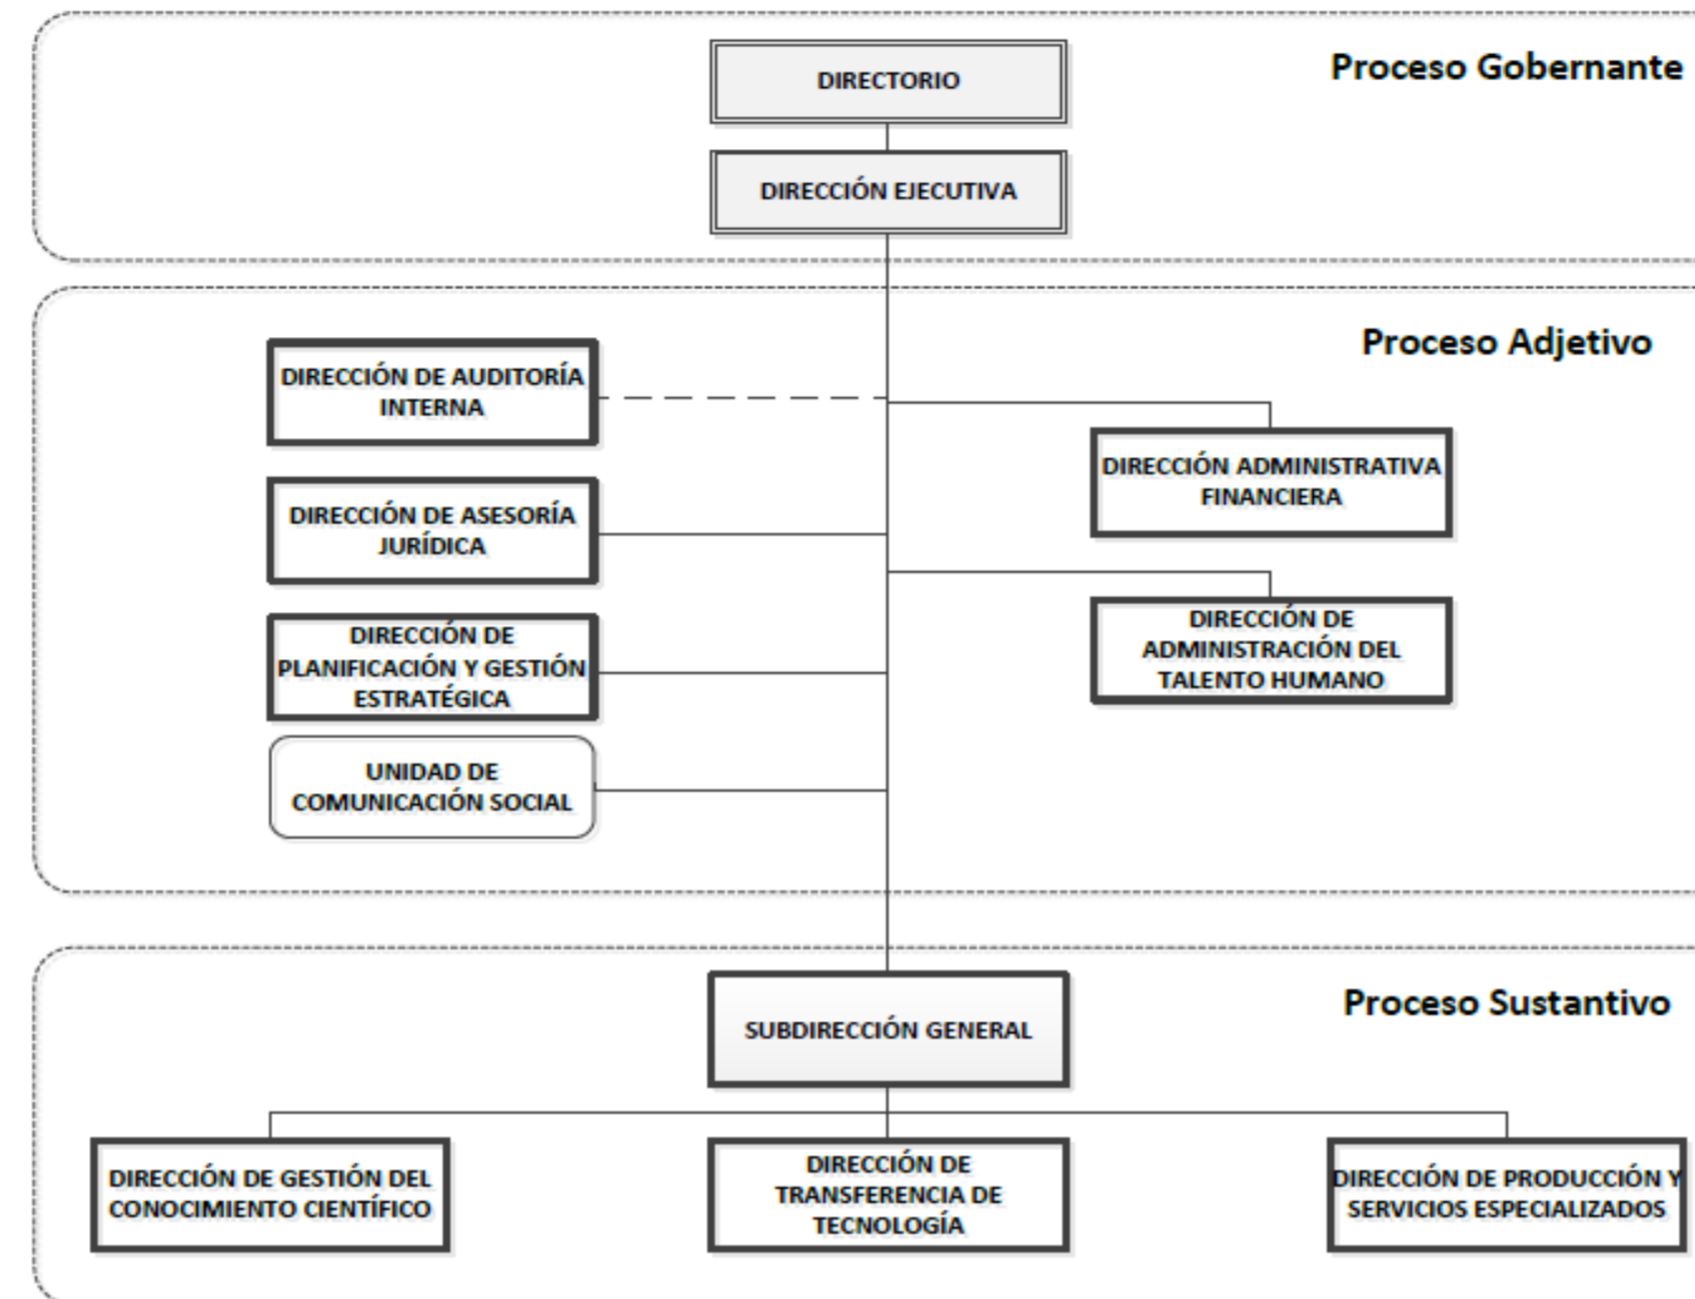 Proceso Gobernante
DIRECTORIO
DIRECCIÓN EJECUTIVA
Proceso Adjetivo
DIRECCIÓN DE AUDITORÍA
INTERNA
DIRECCIÓN ADMINISTRATIVA
FINANCIERA
DIRECCIÓN DE ASESORÍA
JURÍDICA
DIRECCIÓN DE
ADMINISTRACIÓN DEL
TALENTO HUMANO
DIRECCIÓN DE
PLANIFICACIÓN Y GESTIÓN
ESTRATÉGICA
UNIDAD DE
COMUNICACIÓN SOCIAL
Proceso Sustantivo
SUBDIRECCIÓN GENERAL
DIRECCIÓN DE GESTIÓN DEL
CONOCIMIENTO CIENTÍFICO
DIRECCIÓN DE
TRANSFERENCIA DE
TECNOLOGÍA
DIRECCIÓN DE PRODUCCIÓN Y
SERVICIOS ESPECIALIZADOS